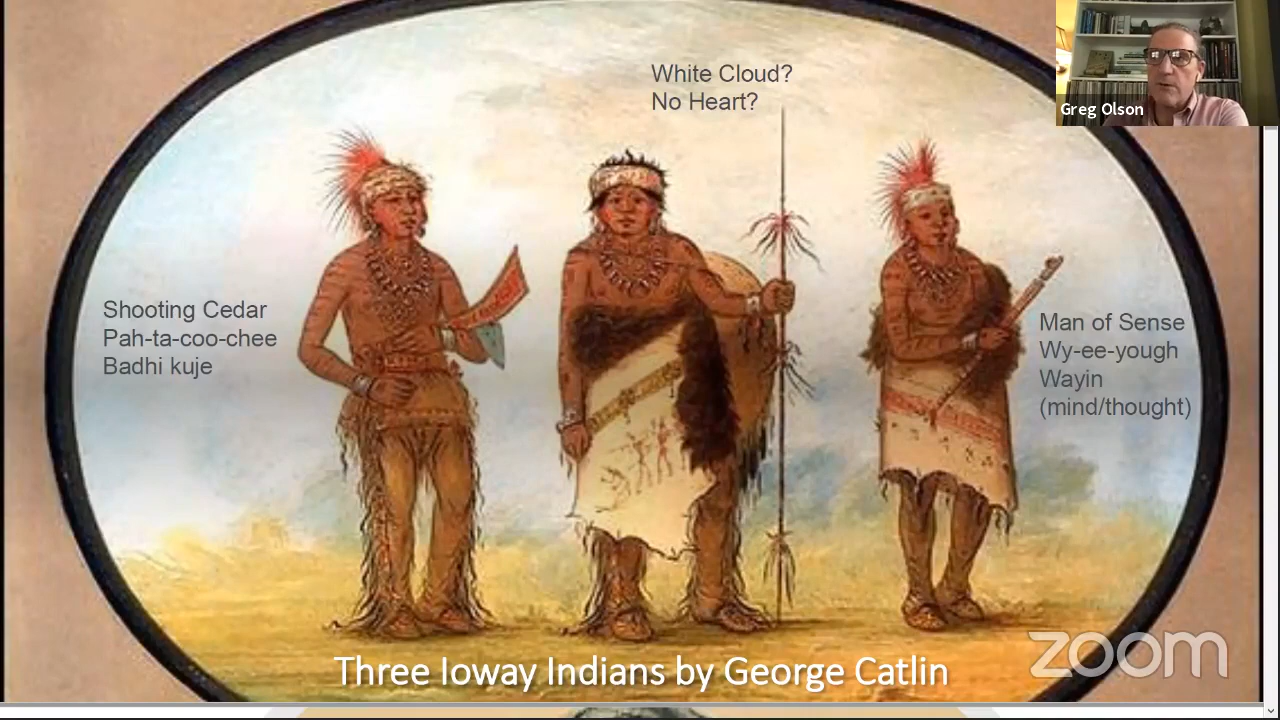 White Cloud?
No Heart?
Greg Olson
Shooting Cedar
Pah-ta-coo-chee
Badhi kuje
Man of Sense
Wy-ee-yough
Wayin
(mind/thought)
Three Ioway Indians by George Catlin
zoom